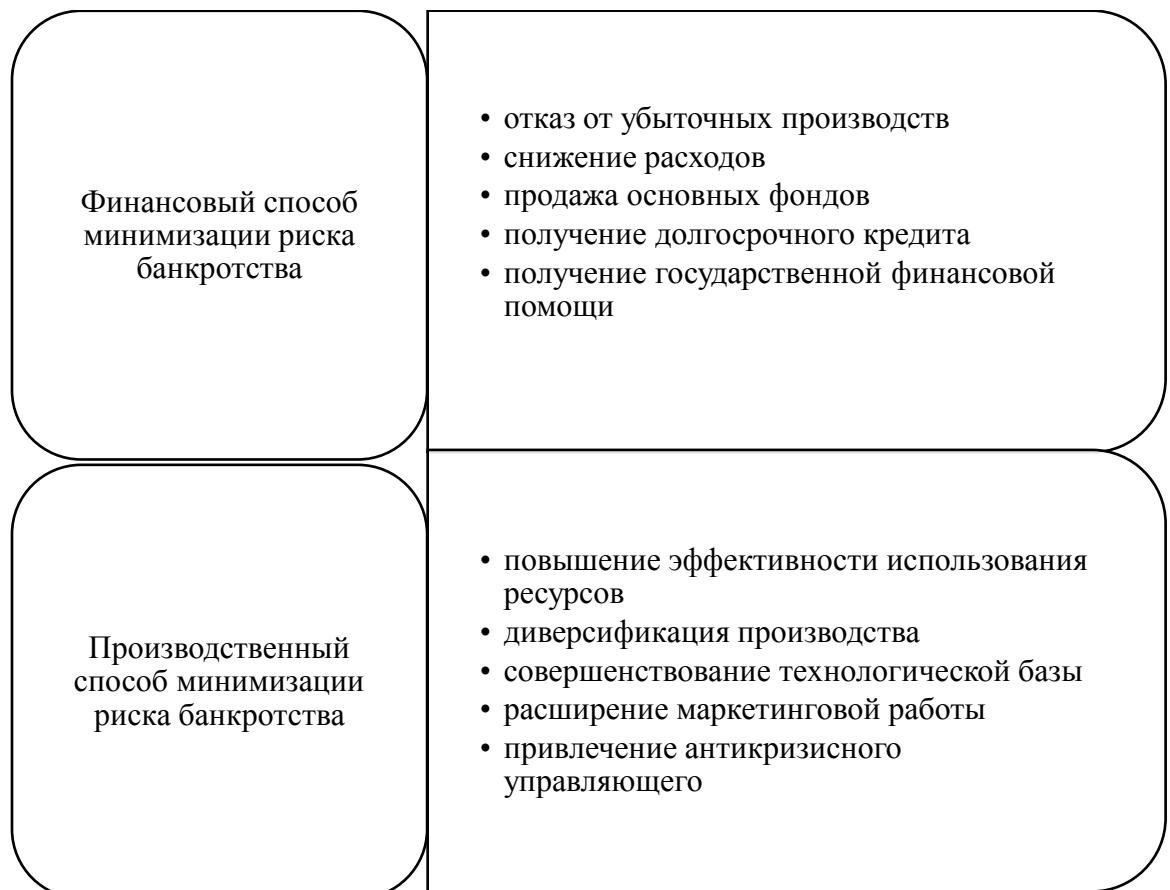 Финансовый способ
минимизации риска
банкротства
• отказ от убыточных производств
• снижение расходов
• продажа основных фондов
• получение долгосрочного кредита
• получение государственной финансовой
помощи
Производственный
способ минимизации
риска банкротства
• повышение эффективности использования
ресурсов
• диверсификация производства
• совершенствование технологической базы
• расширение маркетинговой работы
• привлечение антикризисного
управляющего